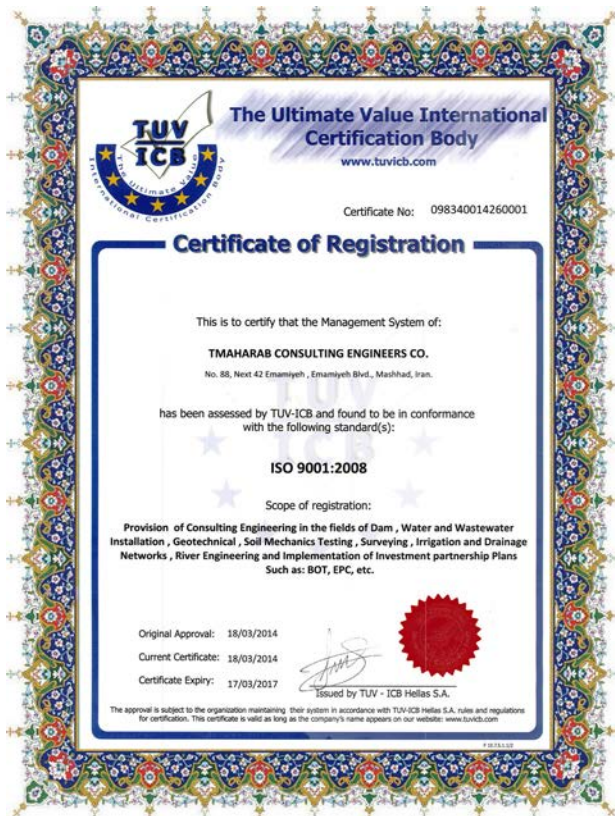 TUV
ICB
The Ultimate Value
International Certification Body
The Ultimate Value International
Certification Body
www.tuvicb.com
Certificate No: 098340014260001
Certificate of Registration
This is to certify that the Management System of:
TMAHARAB CONSULTING ENGINEERS CO.
No. 88, Next 42 Emamiyeh , Emamiyeh Blvd., Mashhad, Iran.
TUV
ICB
has been assessed by TUV-ICB and found to be in conformance
with the following standard(s):
ISO 9001:2008
Scope of registration:
Provision of Consulting Engineering in the fields of Dam , Water and Wastewater
Installation , Geotechnical , Soil Mechanics Testing , Surveying , Irrigation and Drainage
Networks , River Engineering and Implementation of Investment partnership Plans
Such as: BOT, EPC, etc.
Original Approval: 18/03/2014
Current Certificate: 18/03/2014
Certificate Expiry: 17/03/2017
Issued by TUV - ICB Hellas S.A.
The approval is subject to the organization maintaining their system in accordance with TUV-ICB Hellas S.A. rules and regulations
for certification. This certificate is valid as long as the company's name appears on our website: www.tuvicb.com